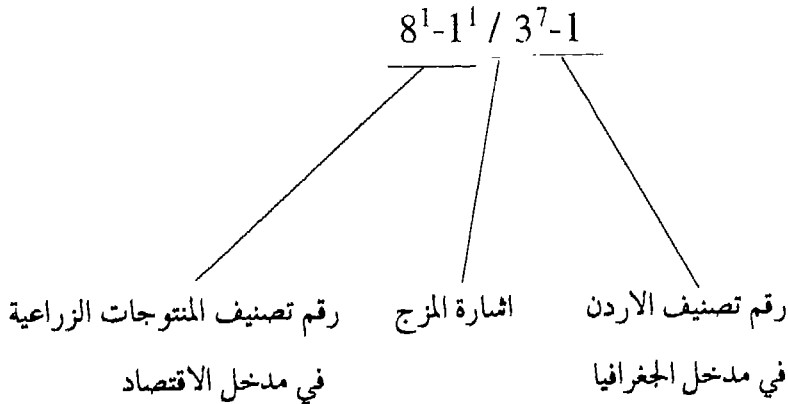 8¹-1¹ / 3⁷-1
رقم تصنيف الاردن
في مدخل الجغرافيا
اشارة المزج
رقم تصنيف المنتوجات الزراعية
في مدخل الاقتصاد